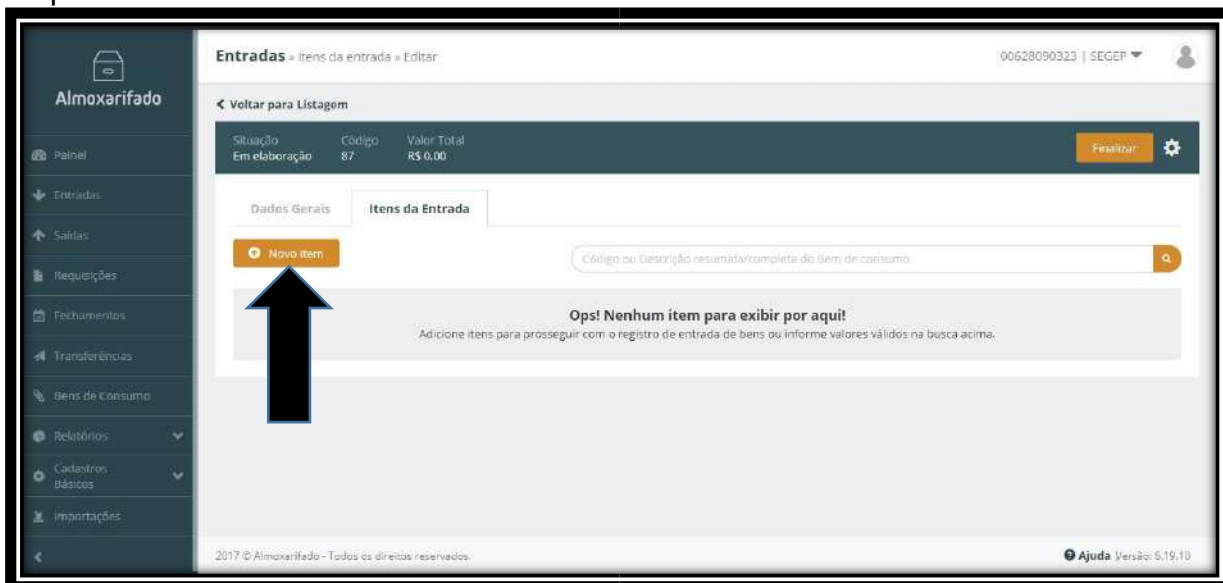 Almoxarifado
Painel
Entradas
Saídas
Requisições
Fechamentos
Transferências
Bens de Consumo
Relatórios
Cadastros
Básicos
Importações
Entradas » Itens da entrada » Editar
00628090323 | SEGEP
Voltar para Listagem
Situação Código Valor Total
Em elaboração 87 R$ 0,00
Finalizar
Dados Gerais Itens da Entrada
Novo Item
Código ou Descrição resumida/completa do Bem de consumo
Ops! Nenhum item para exibir por aqui!
Adicione itens para prosseguir com o registro de entrada de bens ou informe valores válidos na busca acima.
2017 © Almoxarifado - Todos os direitos reservados.
Ajuda Versão: 6.19.10